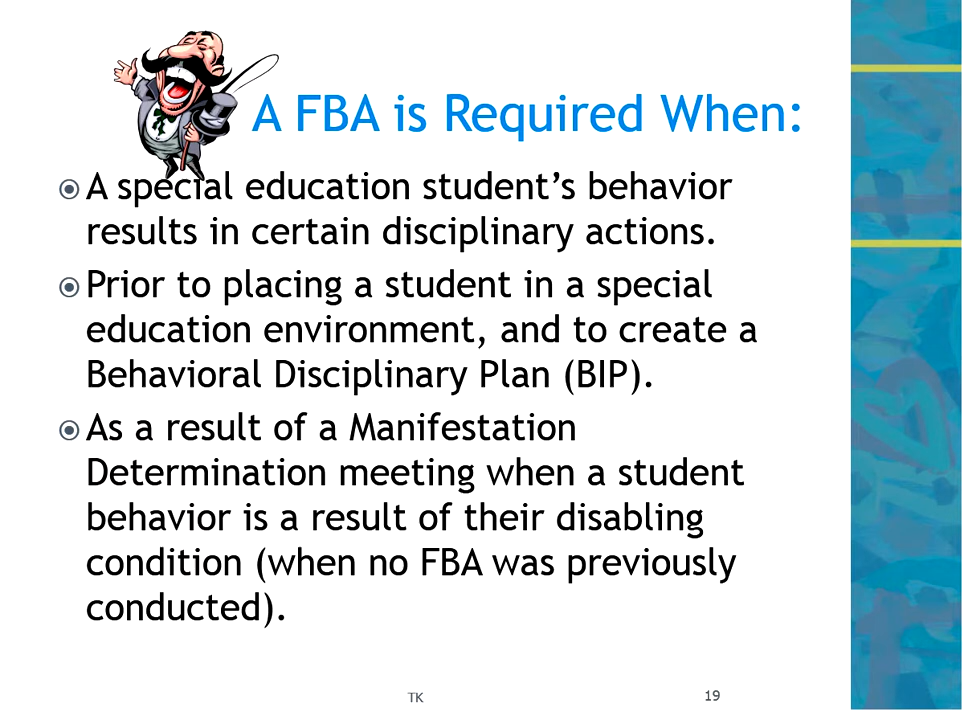 A FBA is Required When:
A special education student’s behavior
results in certain disciplinary actions.
Prior to placing a student in a special
education environment, and to create a
Behavioral Disciplinary Plan (BIP).
As a result of a Manifestation
Determination meeting when a student
behavior is a result of their disabling
condition (when no FBA was previously
conducted).
TK
19